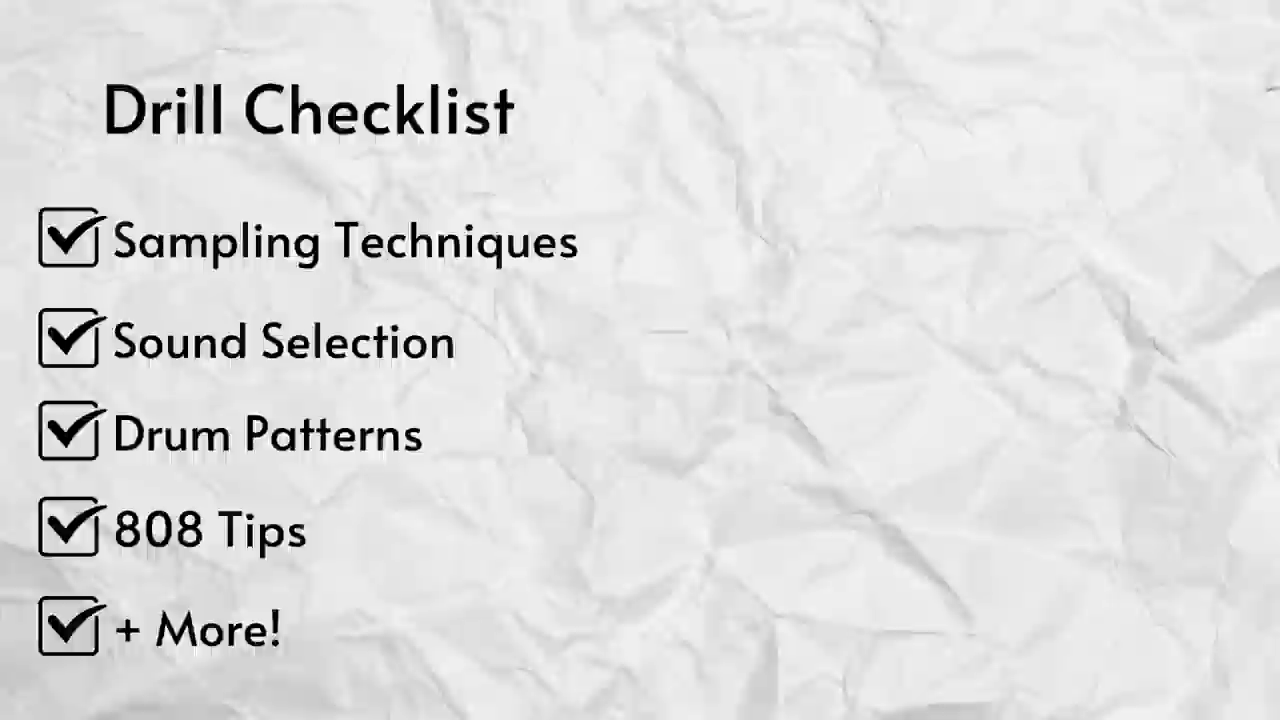 Drill Checklist
Sampling Techniques
Sound Selection
Drum Patterns
808 Tips
+ More!